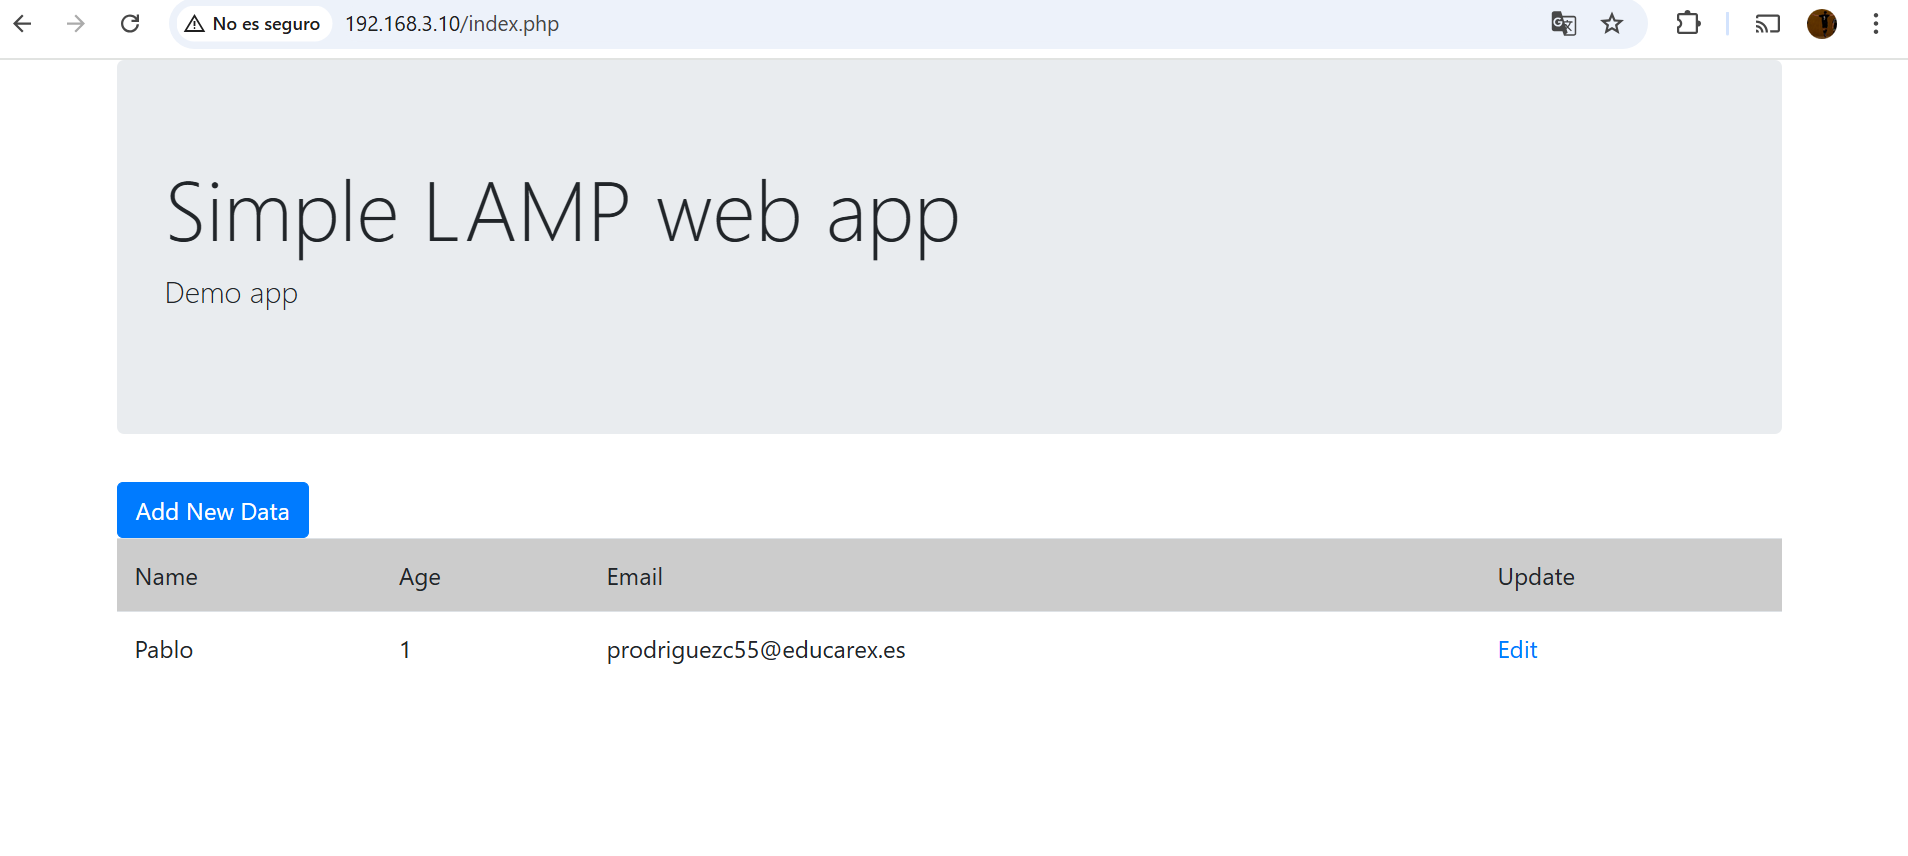 No es seguro 192.168.3.10/index.php
Simple LAMP web app
Demo app
Add New Data
Name Age Email Update
Pablo 1 prodriguezc55@educarex.es Edit